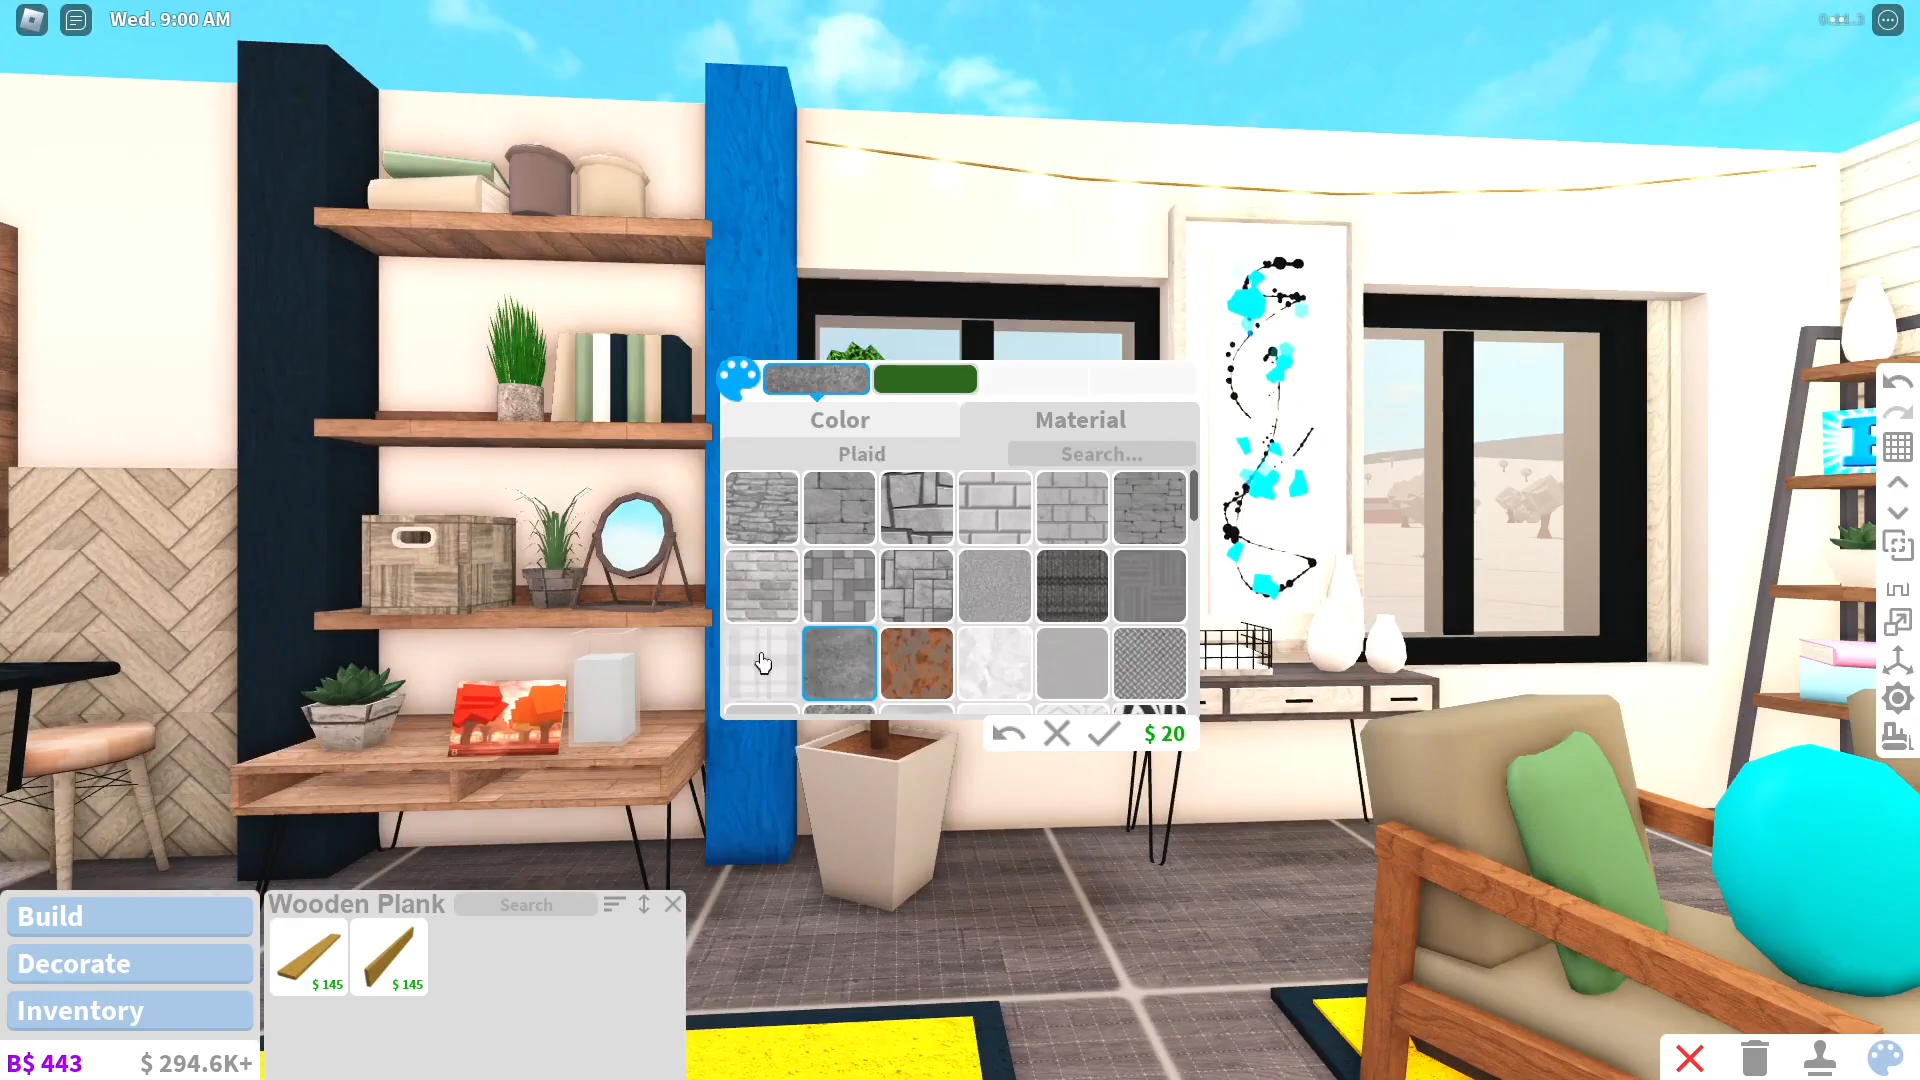 Wed. 9:00 AM
Color
Material
Plaid
Search...
$ 20
Build
Decorate
Inventory
B$ 443
$ 294.6K+
Wooden Plank
Search
$ 145
$ 145